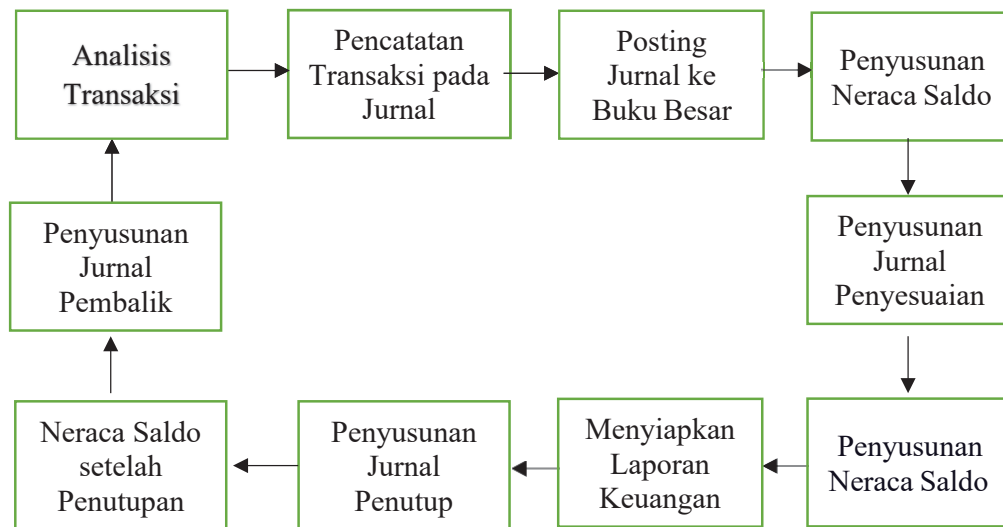 Analisis
Transaksi
Pencatatan
Transaksi pada
Jurnal
Posting
Jurnal ke
Buku Besar
Penyusunan
Neraca Saldo
Penyusunan
Jurnal
Penyesuaian
Penyusunan
Neraca Saldo
Menyiapkan
Laporan
Keuangan
Penyusunan
Jurnal
Penutup
Neraca Saldo
setelah
Penutupan
Penyusunan
Jurnal
Pembalik